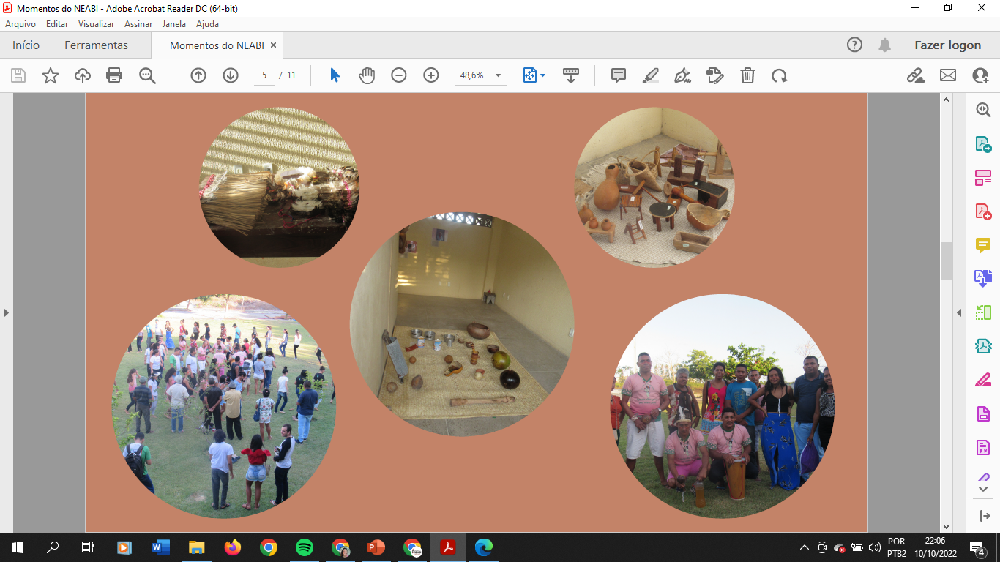 Momentos do NEABI - Adobe Acrobat Reader DC (64-bit)
Arquivo Editar Visualizar Assinar Janela Ajuda
Início Ferramentas Momentos do NEABI × Fazer logon
5 / 11 48,6%
POR 22:06
PTB2 10/10/2022 4